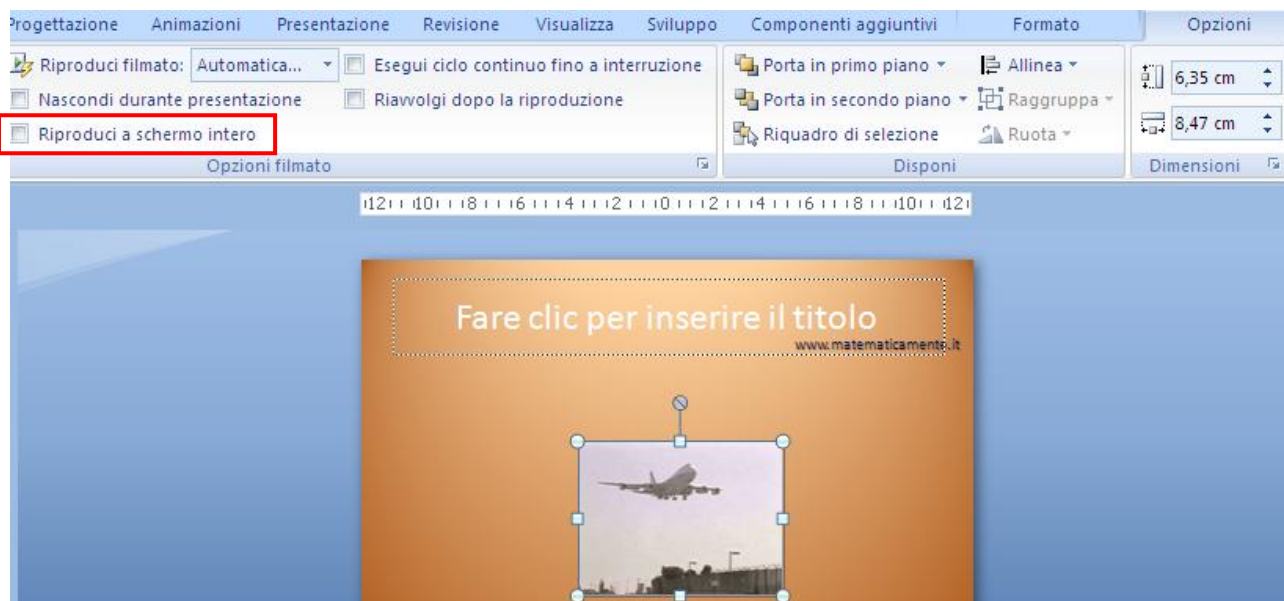 Progettazione Animazioni Presentazione Revisione Visualizza Sviluppo Componenti aggiuntivi Formato Opzioni
Riproduci filmato: Automatica... Esegui ciclo continuo fino a interruzione Porta in primo piano Allinea 6,35 cm
Nascondi durante presentazione Riavvolgi dopo la riproduzione Porta in secondo piano Raggruppa
Riproduci a schermo intero Riquadro di selezione Ruota 8,47 cm
Opzioni filmato Disponi Dimensioni
12 10 8 6 4 2 0 2 4 6 8 10 12
Fare clic per inserire il titolo
www.matematicamente.it